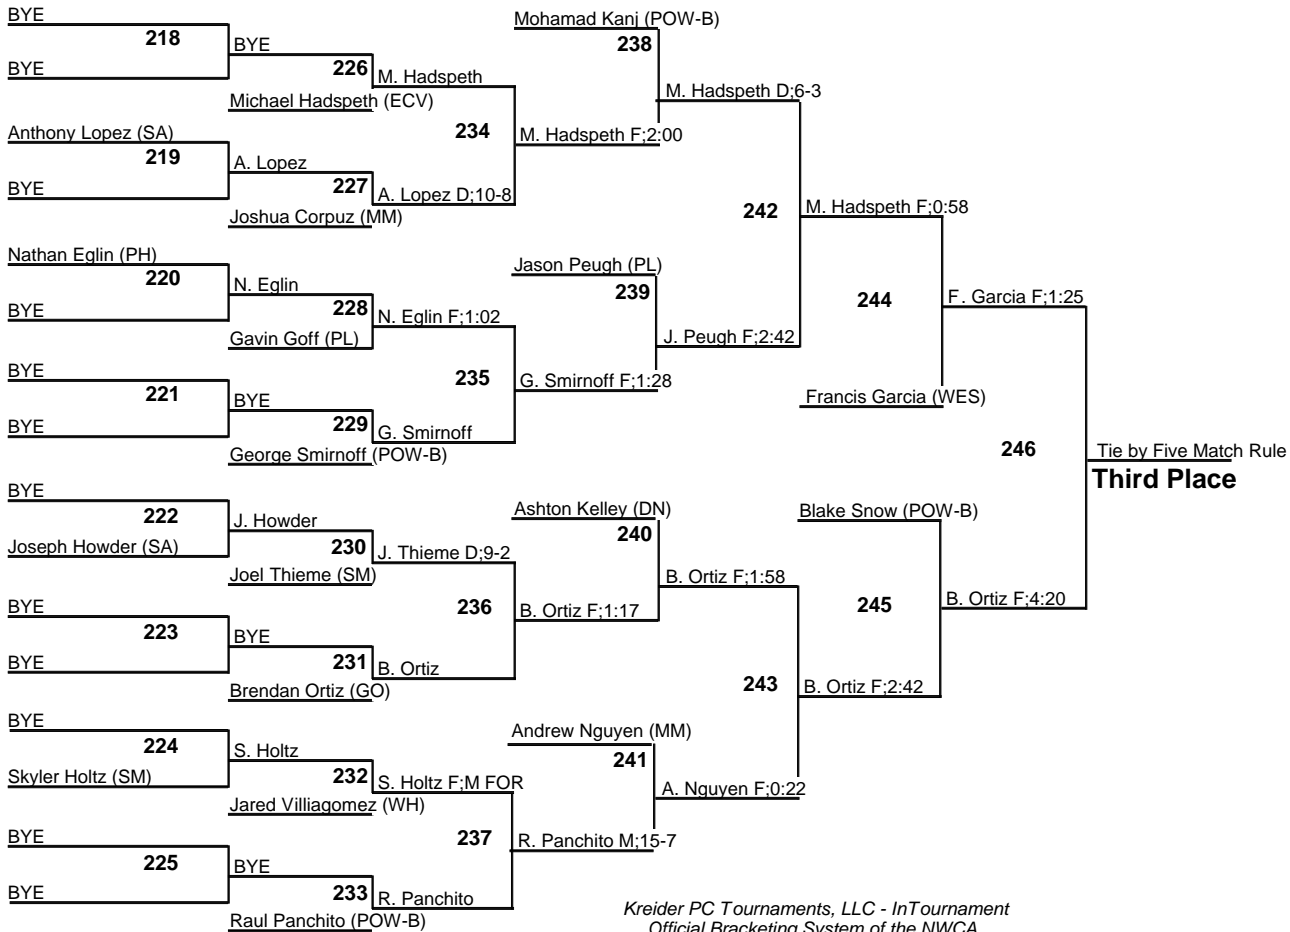 BYE
218
BYE
BYE
226
Michael Hadspeth (ECV)
M. Hadspeth
Anthony Lopez (SA)
219
BYE
A. Lopez
227
Joshua Corpuz (MM)
A. Lopez D;10-8
234
M. Hadspeth F;2:00
Mohamad Kanj (POW-B)
238
M. Hadspeth D;6-3
Nathan Eglin (PH)
220
BYE
N. Eglin
228
Gavin Goff (PL)
N. Eglin F;1:02
BYE
221
BYE
BYE
229
George Smirnoff (POW-B)
G. Smirnoff
235
G. Smirnoff F;1:28
Jason Peugh (PL)
239
J. Peugh F;2:42
242
M. Hadspeth F;0:58
244
Francis Garcia (WES)
F. Garcia F;1:25
BYE
222
Joseph Howder (SA)
J. Howder
230
Joel Thieme (SM)
J. Thieme D;9-2
BYE
223
BYE
BYE
231
Brendan Ortiz (GO)
B. Ortiz
236
B. Ortiz F;1:17
Ashton Kelley (DN)
240
B. Ortiz F;1:58
BYE
224
Skyler Holtz (SM)
S. Holtz
232
Jared Villiagomez (WH)
S. Holtz F;M FOR
BYE
225
BYE
BYE
233
Raul Panchito (POW-B)
R. Panchito
237
R. Panchito M;15-7
Andrew Nguyen (MM)
241
A. Nguyen F;0:22
243
B. Ortiz F;2:42
Blake Snow (POW-B)
245
B. Ortiz F;4:20
246
Tie by Five Match Rule
Third Place
Kreider PC Tournaments, LLC - InTournament
Official Bracketing System of the NWCA